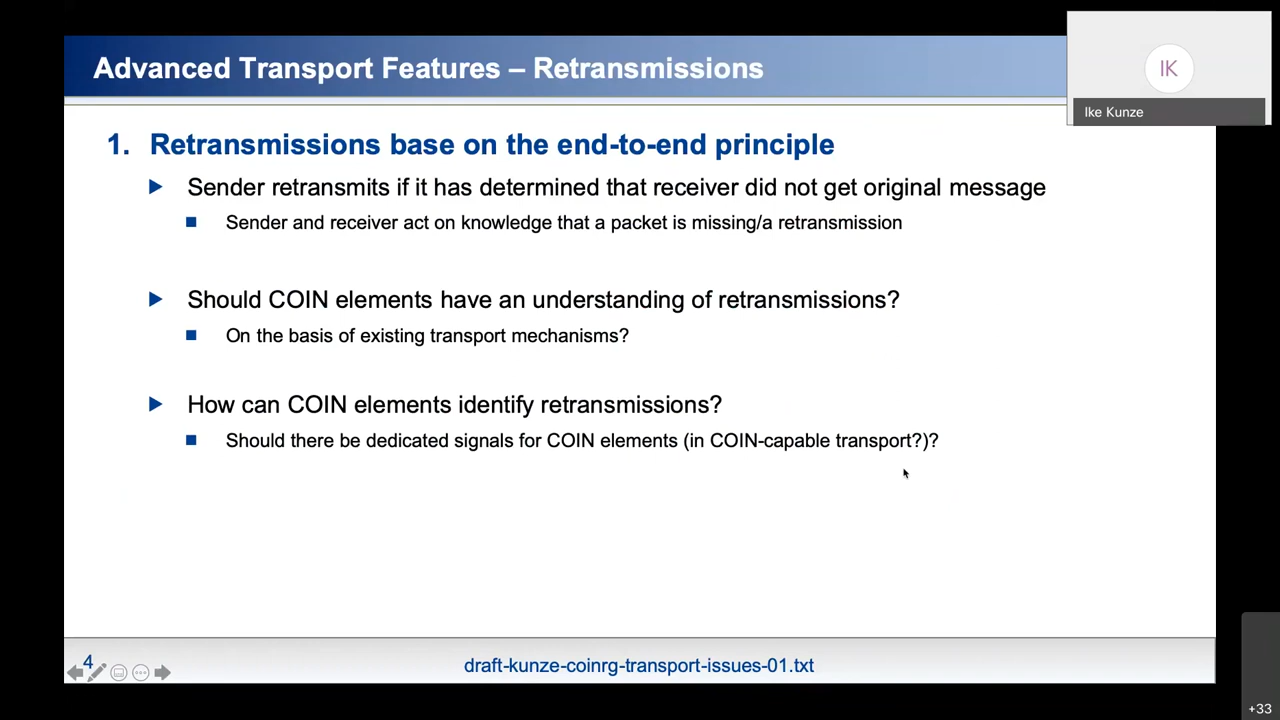 Advanced Transport Features – Retransmissions
IK
Ike Kunze
1. Retransmissions base on the end-to-end principle
Sender retransmits if it has determined that receiver did not get original message
Sender and receiver act on knowledge that a packet is missing/a retransmission
Should COIN elements have an understanding of retransmissions?
On the basis of existing transport mechanisms?
How can COIN elements identify retransmissions?
Should there be dedicated signals for COIN elements (in COIN-capable transport?)?
4
draft-kunze-coinrg-transport-issues-01.txt
+33